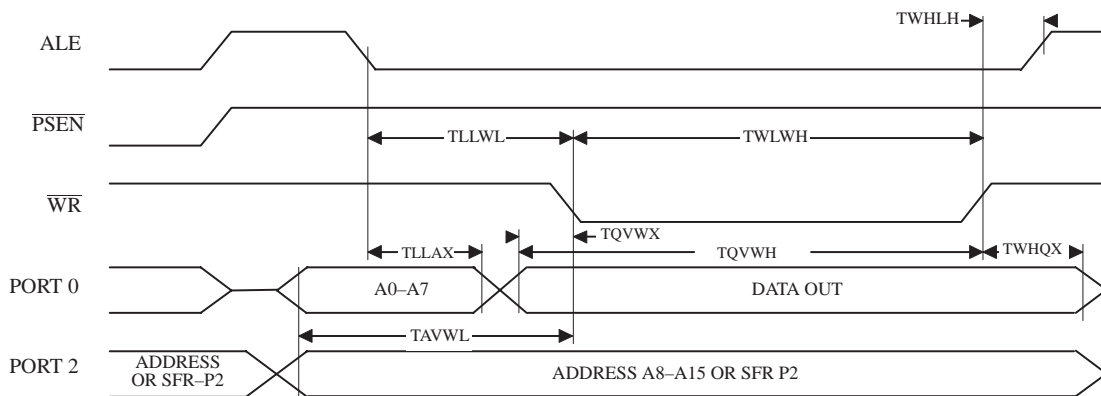 TWHLH
ALE
PSEN
TLLWL
TWLWH
WR
TQVWX
TLLAX
TQVWH
TWHQX
PORT 0
A0–A7
DATA OUT
TAVWL
PORT 2
ADDRESS
OR SFR–P2
ADDRESS A8–A15 OR SFR P2